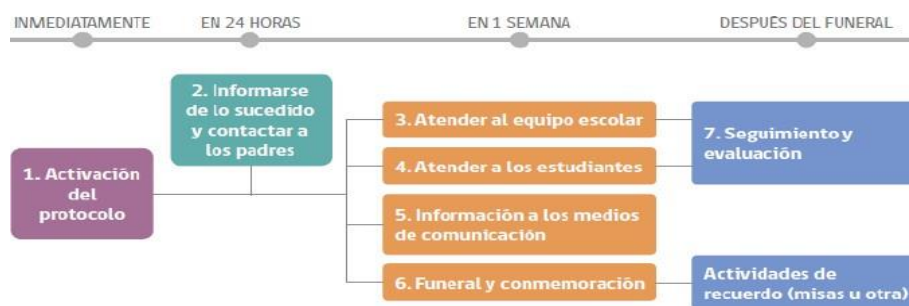 INMEDIATAMENTE
EN 24 HORAS
EN 1 SEMANA
DESPUÉS DEL FUNERAL
1. Activación
del
protocolo
2. Informarse
de lo sucedido
y contactar a
los padres
3. Atender al equipo escolar
4. Atender a los estudiantes
5. Información a los medios
de comunicación
6. Funeral y conmemoración
7. Seguimiento y
evaluación
Actividades de
recuerdo (misas u otra)